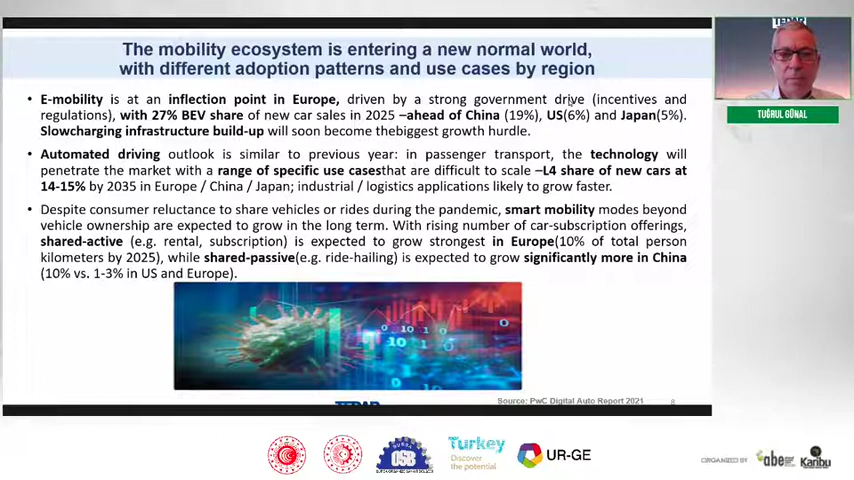 The mobility ecosystem is entering a new normal world,
with different adoption patterns and use cases by region
• E-mobility is at an inflection point in Europe, driven by a strong government drive (incentives and
regulations), with 27% BEV share of new car sales in 2025 –ahead of China (19%), US(6%) and Japan(5%).
Slowcharging infrastructure build-up will soon become thebiggest growth hurdle.
• Automated driving outlook is similar to previous year: in passenger transport, the technology will
penetrate the market with a range of specific use casesthat are difficult to scale –L4 share of new cars at
14-15% by 2035 in Europe / China / Japan; industrial / logistics applications likely to grow faster.
• Despite consumer reluctance to share vehicles or rides during the pandemic, smart mobility modes beyond
vehicle ownership are expected to grow in the long term. With rising number of car-subscription offerings,
shared-active (e.g. rental, subscription) is expected to grow strongest in Europe(10% of total person
kilometers by 2025), while shared-passive(e.g. ride-hailing) is expected to grow significantly more in China
(10% vs. 1-3% in US and Europe).
Source: PwC Digital Auto Report 2021
8
TUĞRUL GÜNAL
OSB
Turkey
Discover
the potential
UR-GE
ORGANIZED BY
abe
Karibu